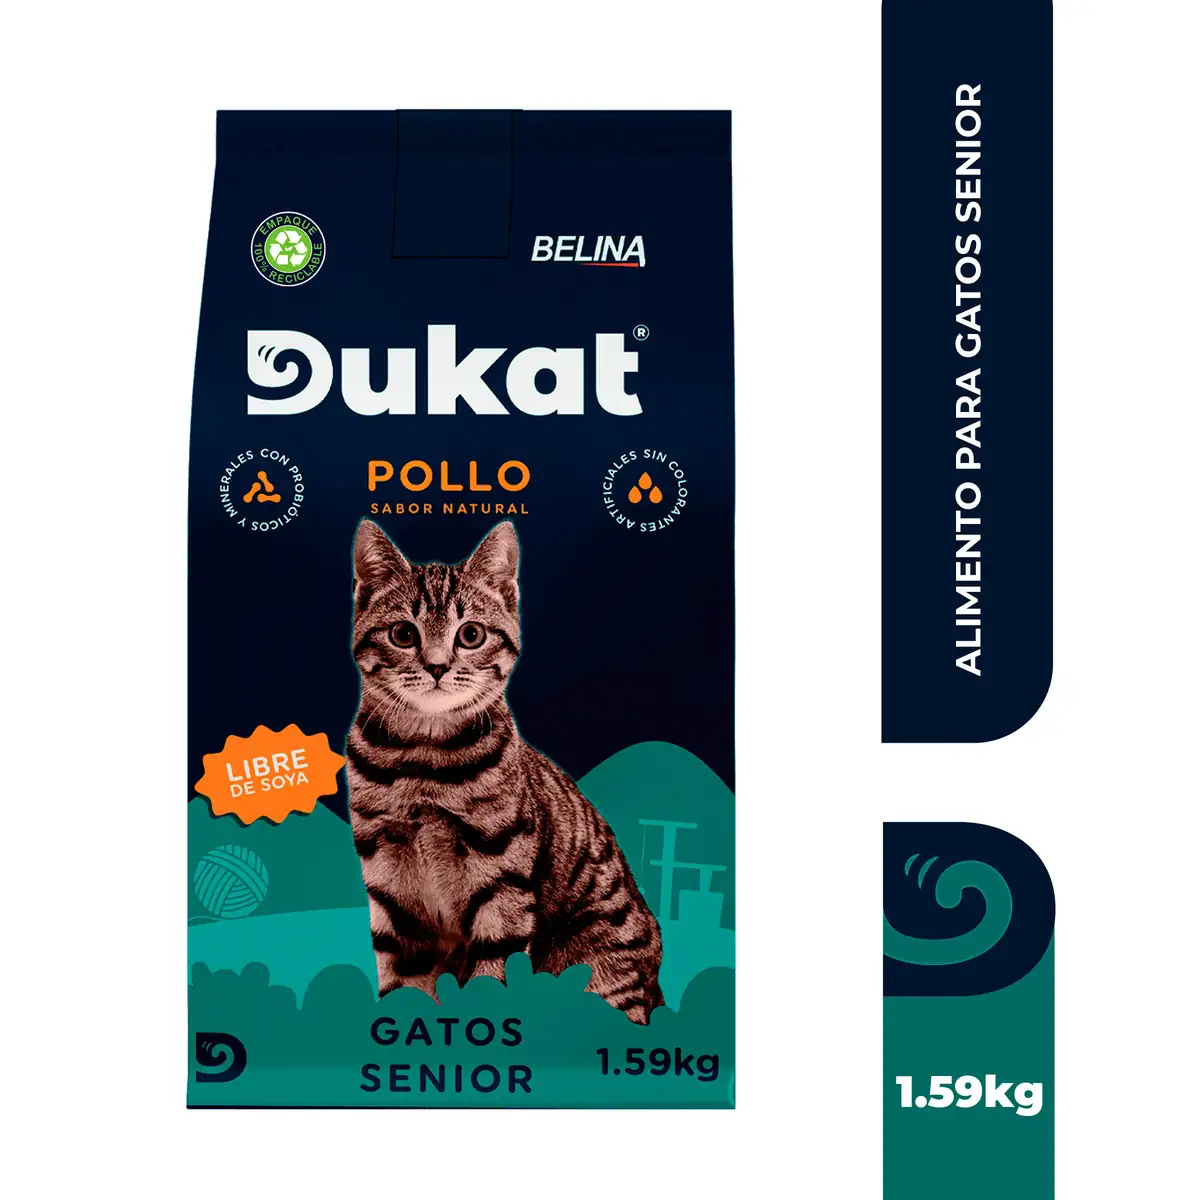 EMPAQUE
100% RECICLABLE
BELINA
Dukat®
MINERALES CON PROBIÓTICOS Y
POLLO
SABOR NATURAL
SIN COLORANTES ARTIFICIALES
LIBRE
DE SOYA
GATOS
SENIOR
1.59kg
ALIMENTO PARA GATOS SENIOR
1.59kg